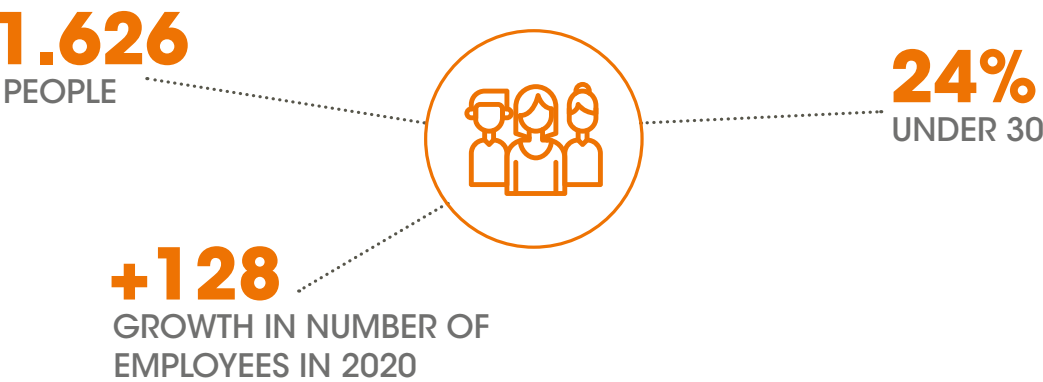 1.626
PEOPLE
24%
UNDER 30
+128
GROWTH IN NUMBER OF
EMPLOYEES IN 2020